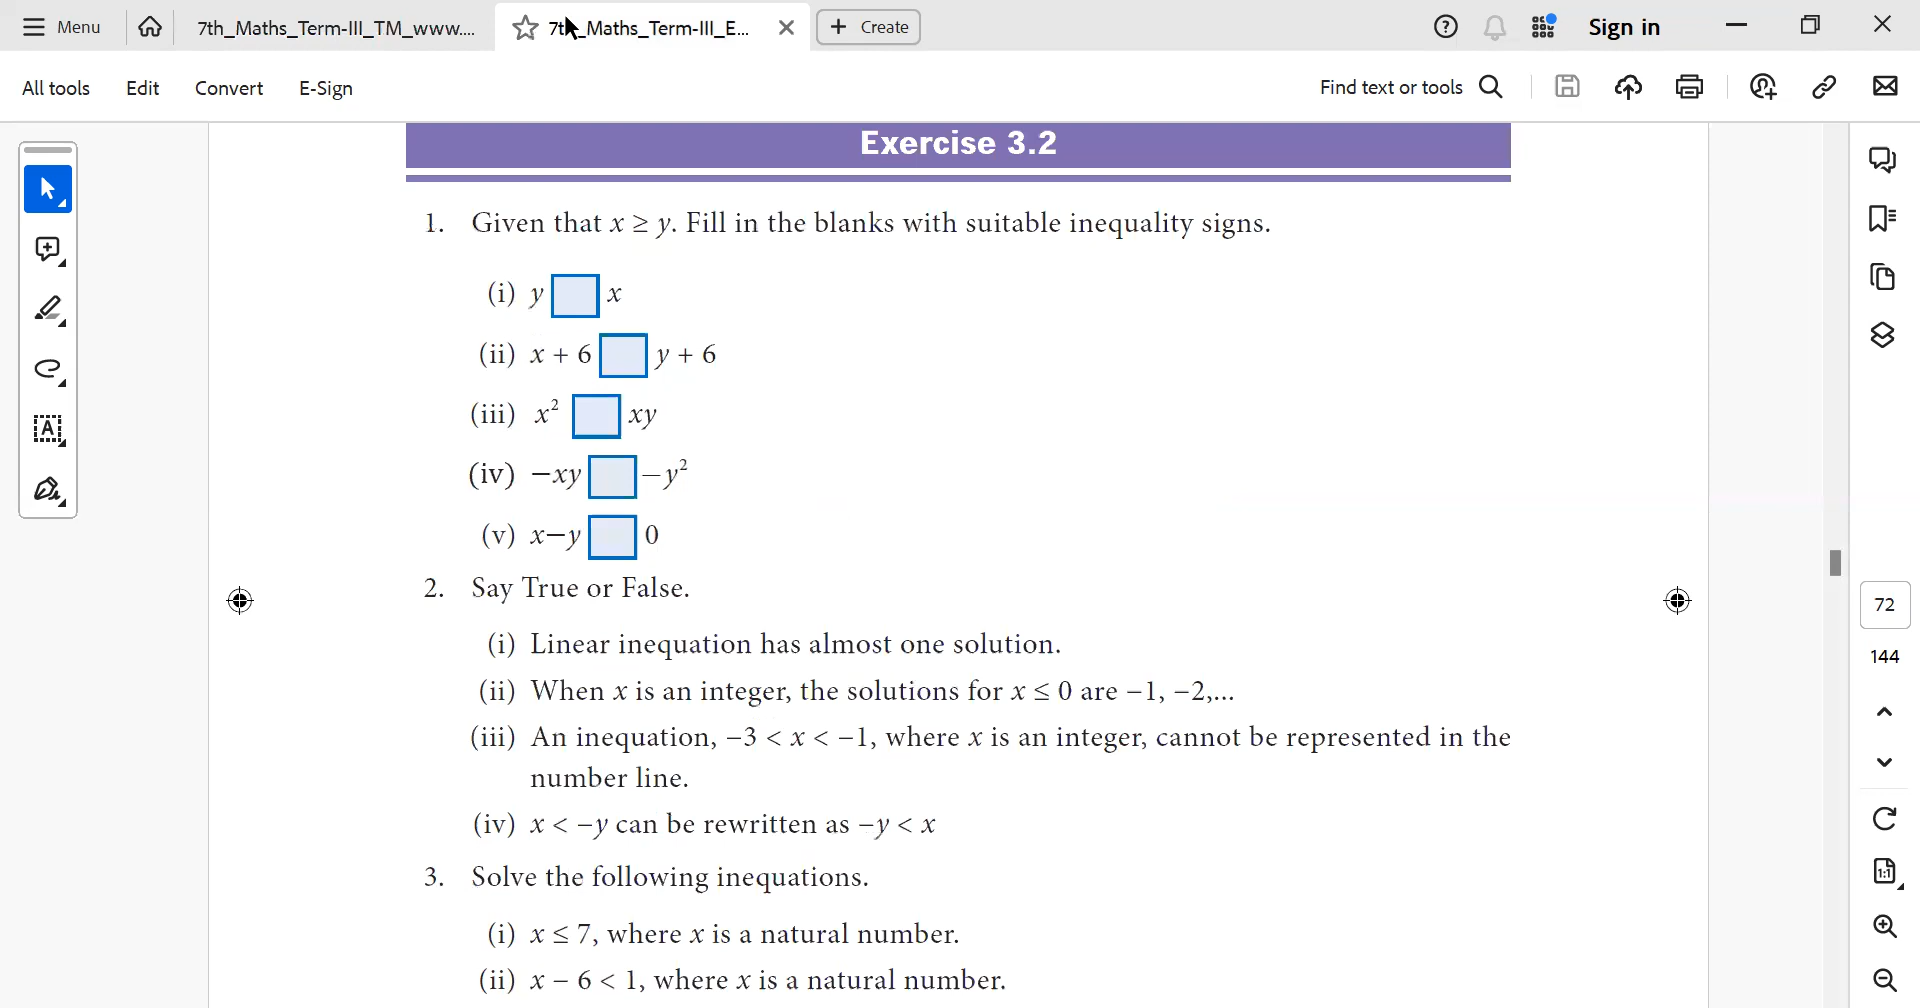 Menu
7th_Maths_Term-III_TM_www....
7t _Maths_Term-III_E...
Create
Sign in
All tools
Edit
Convert
E-Sign
Find text or tools
Exercise 3.2
1. Given that x ≥ y. Fill in the blanks with suitable inequality signs.
(i) y □ x
(ii) x + 6 □ y + 6
(iii) x² □ xy
(iv) −xy □ −y²
(v) x−y □ 0
2. Say True or False.
(i) Linear inequation has almost one solution.
(ii) When x is an integer, the solutions for x ≤ 0 are −1, −2,...
(iii) An inequation, −3 < x < −1, where x is an integer, cannot be represented in the
number line.
(iv) x < −y can be rewritten as −y < x
3. Solve the following inequations.
(i) x ≤ 7, where x is a natural number.
(ii) x − 6 < 1, where x is a natural number.
72
144
1:1